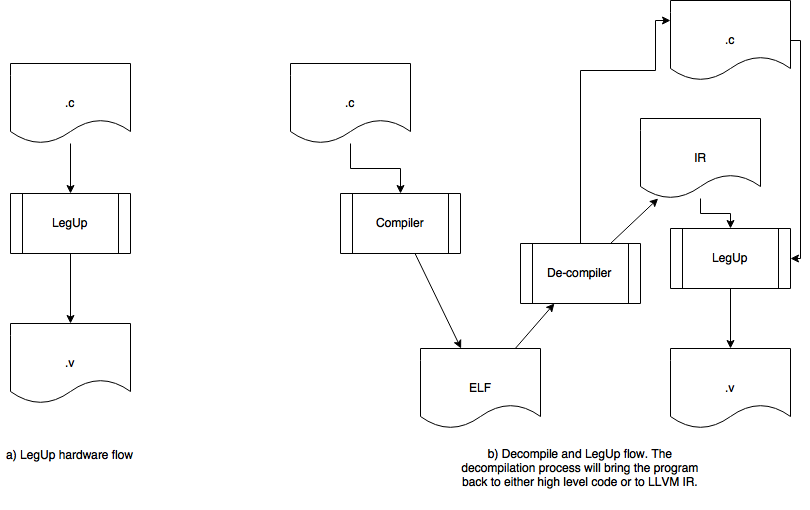 .c
LegUp
.v
a) LegUp hardware flow
.c
Compiler
ELF
De-compiler
.c
IR
LegUp
.v
b) Decompile and LegUp flow. The
decompilation process will bring the program
back to either high level code or to LLVM IR.